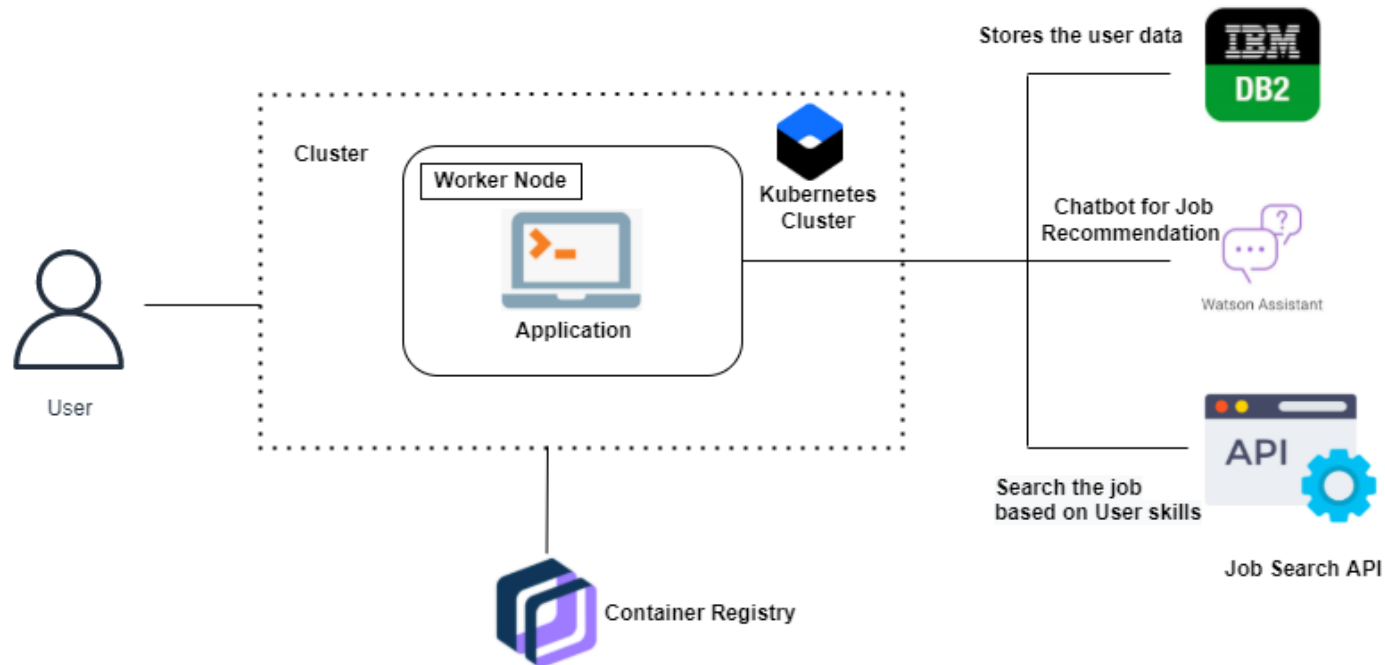 Stores the user data
IBM
DB2
Cluster
Worker Node
Kubernetes
Cluster
Application
Chatbot for Job
Recommendation
?
Watson Assistant
User
API
Search the job
based on User skills
Job Search API
Container Registry